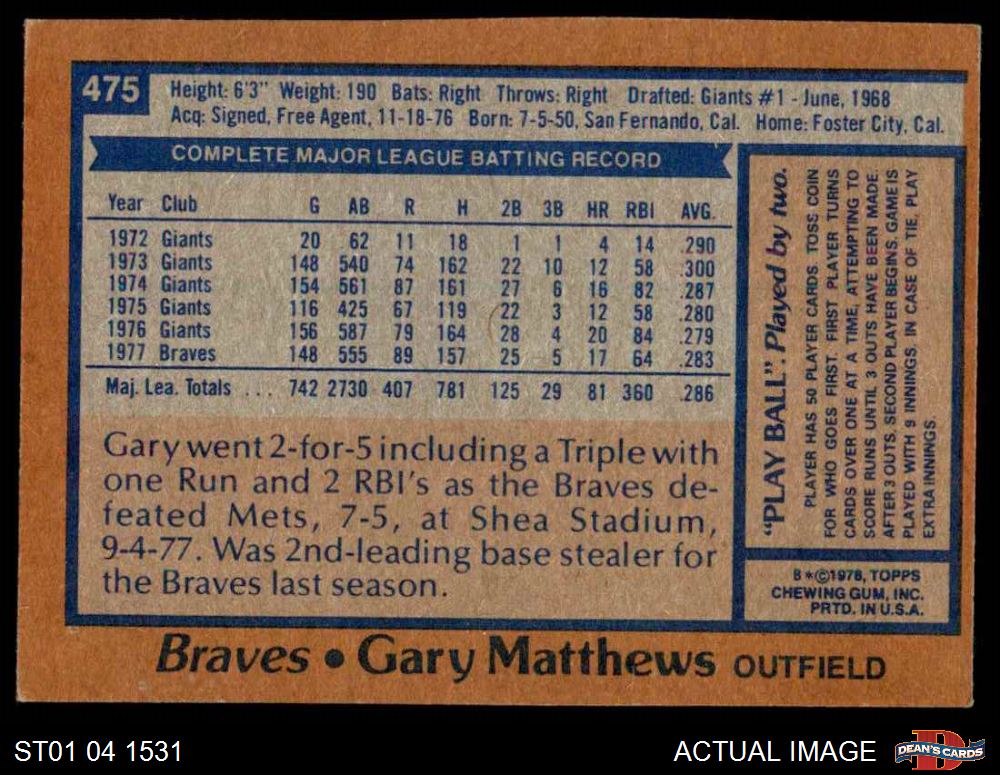 475
Height: 6'3" Weight: 190 Bats: Right Throws: Right Drafted: Giants #1 - June, 1968
Acq: Signed, Free Agent, 11-18-76 Born: 7-5-50, San Fernando, Cal. Home: Foster City, Cal.
COMPLETE MAJOR LEAGUE BATTING RECORD
Year Club G AB R H 2B 3B HR RBI AVG.
1972 Giants 20 62 11 18 1 1 4 14 .290
1973 Giants 148 540 74 162 22 10 12 58 .300
1974 Giants 154 561 87 161 27 6 16 82 .287
1975 Giants 116 425 67 119 22 3 12 58 .280
1976 Giants 156 587 79 164 28 4 20 84 .279
1977 Braves 148 555 89 157 25 5 17 64 .283
Maj. Lea. Totals ... 742 2730 407 781 125 29 81 360 .286
Gary went 2-for-5 including a Triple with
one Run and 2 RBI's as the Braves de-
feated Mets, 7-5, at Shea Stadium,
9-4-77. Was 2nd-leading base stealer for
the Braves last season.
"PLAY BALL". Played by two.
PLAYER HAS 50 PLAYER CARDS. TOSS COIN
FOR WHO GOES FIRST. FIRST PLAYER TURNS
CARDS OVER ONE AT A TIME, ATTEMPTING TO
SCORE RUNS UNTIL 3 OUTS HAVE BEEN MADE.
AFTER 3 OUTS, SECOND PLAYER BEGINS. GAME IS
PLAYED WITH 9 INNINGS. IN CASE OF TIE, PLAY
EXTRA INNINGS.
B*©1978, TOPPS
CHEWING GUM, INC.
PRTD. IN U.S.A.
Braves • Gary Matthews OUTFIELD
ST01 04 1531
ACTUAL IMAGE
D
DEAN'S CARDS